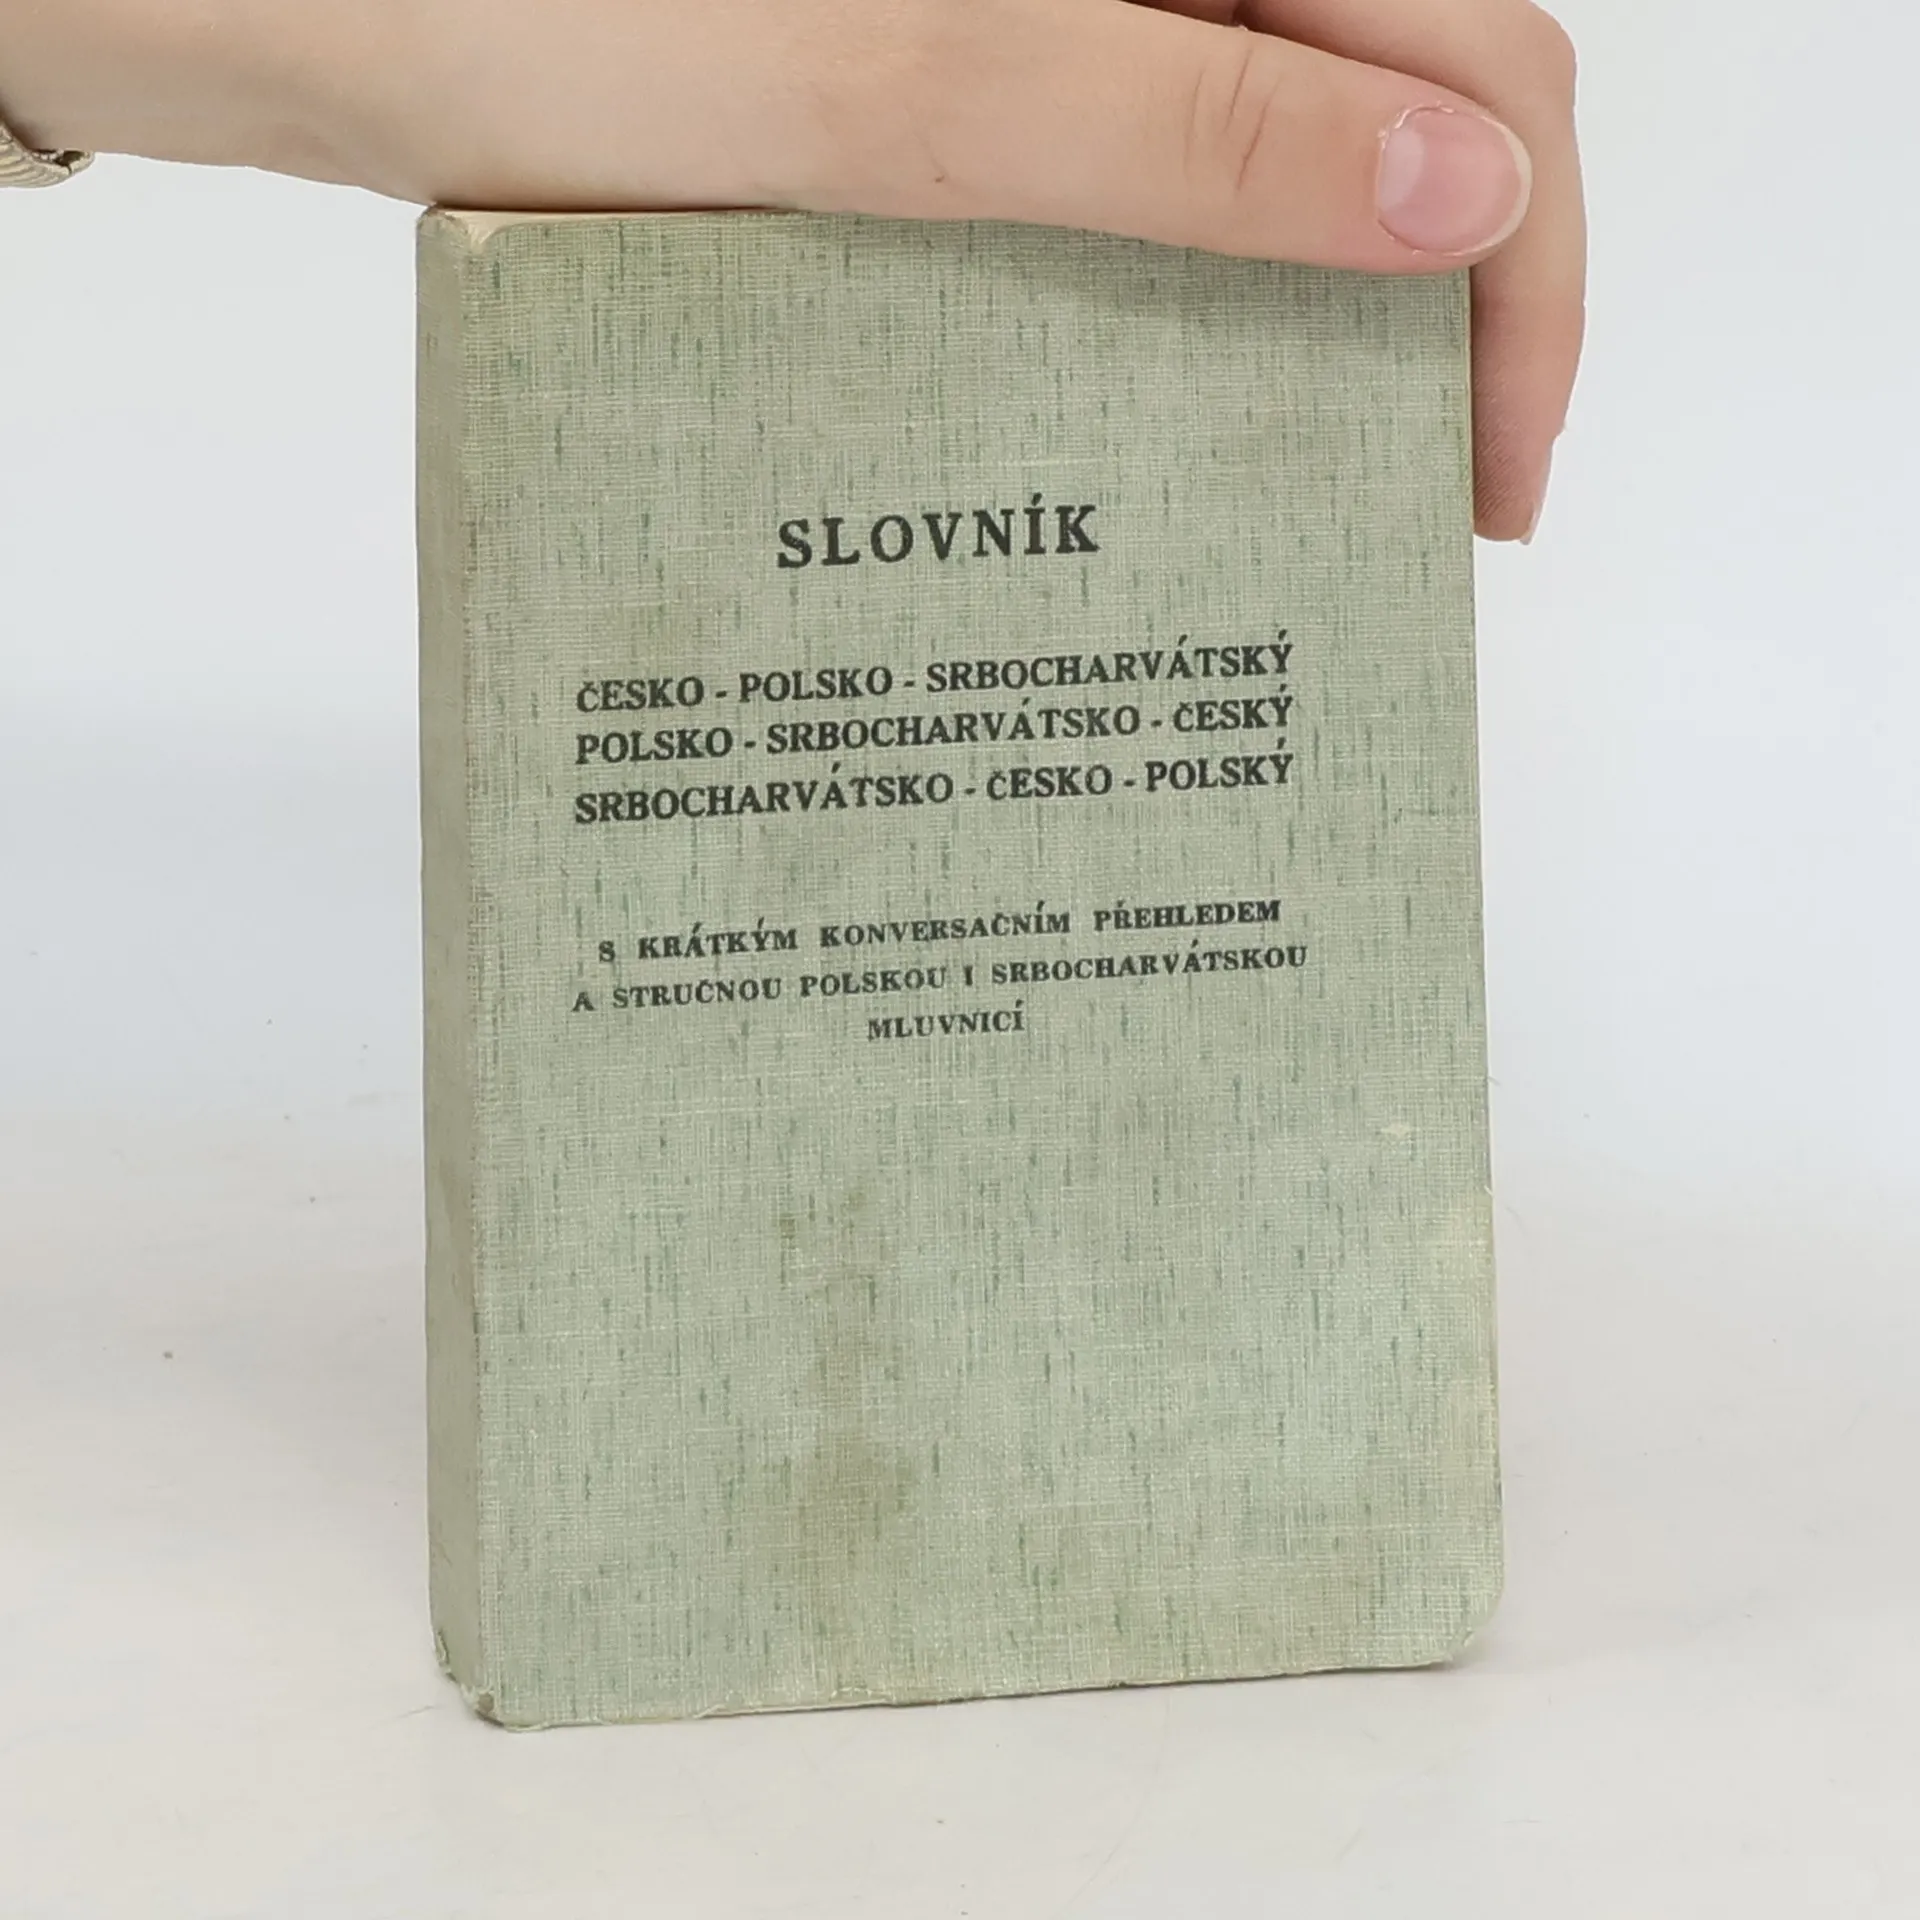 SLOVNÍK
ČESKO - POLSKO - SRBOCHARVÁTSKÝ
POLSKO - SRBOCHARVÁTSKO - ČESKÝ
SRBOCHARVÁTSKO - ČESKO - POLSKÝ
S KRÁTKÝM KONVERSAČNÍM PŘEHLEDEM
A STRUČNOU POLSKOU I SRBOCHARVÁTSKOU
MLUVNICÍ